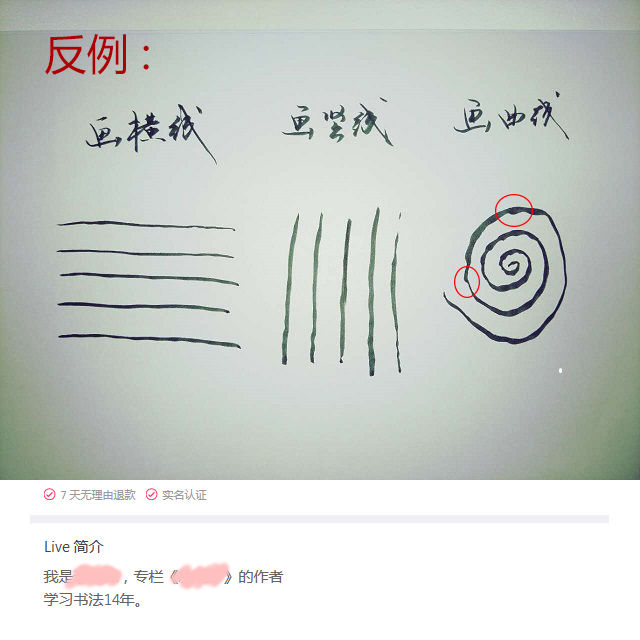 反例：
画横线 画竖线 画曲线
7 天无理由退款 实名认证
Live 简介
我是，专栏《》的作者
学习书法14年。